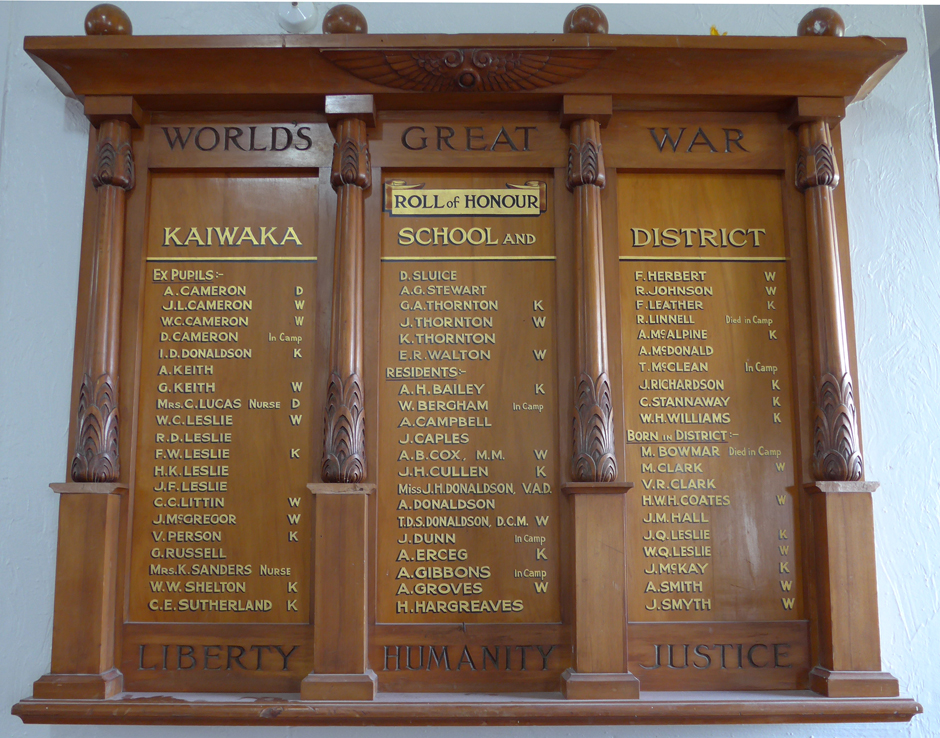 WORLD'S GREAT WAR
ROLL of HONOUR
KAIWAKA SCHOOL AND DISTRICT
EX PUPILS:-
A. CAMERON D
J.L. CAMERON W
W.C. CAMERON W
D. CAMERON In Camp
I.D. DONALDSON K
A. KEITH
G. KEITH W
MRS. C. LUCAS NURSE D
W.C. LESLIE W
R.D. LESLIE
F.W. LESLIE K
H.K. LESLIE
J.F. LESLIE
C.C. LITTIN W
J. McGREGOR W
V. PERSON K
G. RUSSELL
MRS. K. SANDERS NURSE
W.W. SHELTON K
C.E. SUTHERLAND K
D. SLUICE
A.G. STEWART
G.A. THORNTON K
J. THORNTON W
K. THORNTON
E.R. WALTON W
RESIDENTS:-
A.H. BAILEY K
W. BERGHAM In Camp
A. CAMPBELL
J. CAPLES
A.B. COX, M.M. W
J.H. CULLEN K
MISS J.H. DONALDSON, V.A.D.
A. DONALDSON
T.D.S. DONALDSON, D.C.M. W
J. DUNN In Camp
A. ERCEG K
A. GIBBONS In Camp
A. GROVES W
H. HARGREAVES
F. HERBERT W
R. JOHNSON W
F. LEATHER K
R. LINNELL Died in Camp
A. McALPINE K
A. McDONALD
T. McCLEAN In Camp
J. RICHARDSON K
C. STANNAWAY K
W.H. WILLIAMS K
BORN IN DISTRICT:-
M. BOWMAR Died in Camp
M. CLARK W
V.R. CLARK
H.W.H. COATES W
J.M. HALL
J.Q. LESLIE K
W.Q. LESLIE W
J. McKAY K
A. SMITH W
J. SMYTH W
LIBERTY HUMANITY JUSTICE